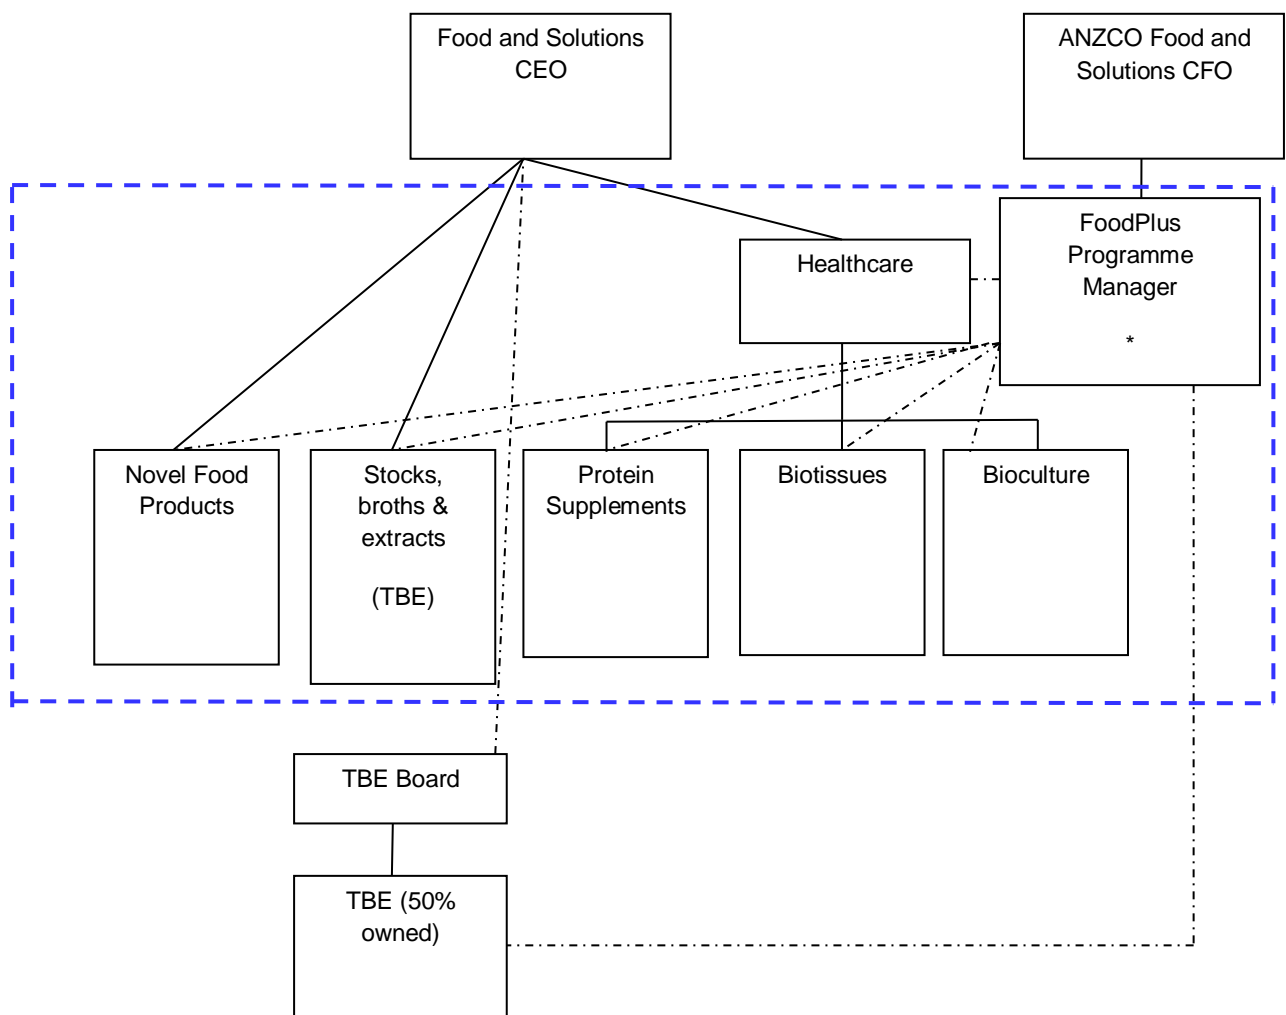 Food and Solutions
CEO
ANZCO Food and
Solutions CFO
FoodPlus
Programme
Manager
*
Healthcare
Novel Food
Products
Stocks,
broths &
extracts
(TBE)
Protein
Supplements
Biotissues
Bioculture
TBE Board
TBE (50%
owned)